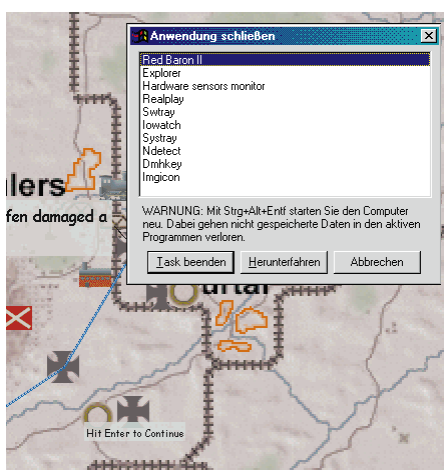 Anwendung schließen
Red Baron II
Explorer
Hardware sensors monitor
Realplay
Swtray
Iowatch
Systray
Ndetect
Dmhkey
Imgicon
WARNUNG: Mit Strg+Alt+Entf starten Sie den Computer
neu. Dabei gehen nicht gespeicherte Daten in den aktiven
Programmen verloren.
Task beenden Herunterfahren Abbrechen
lers
fen damaged a
urtai
Hit Enter to Continue